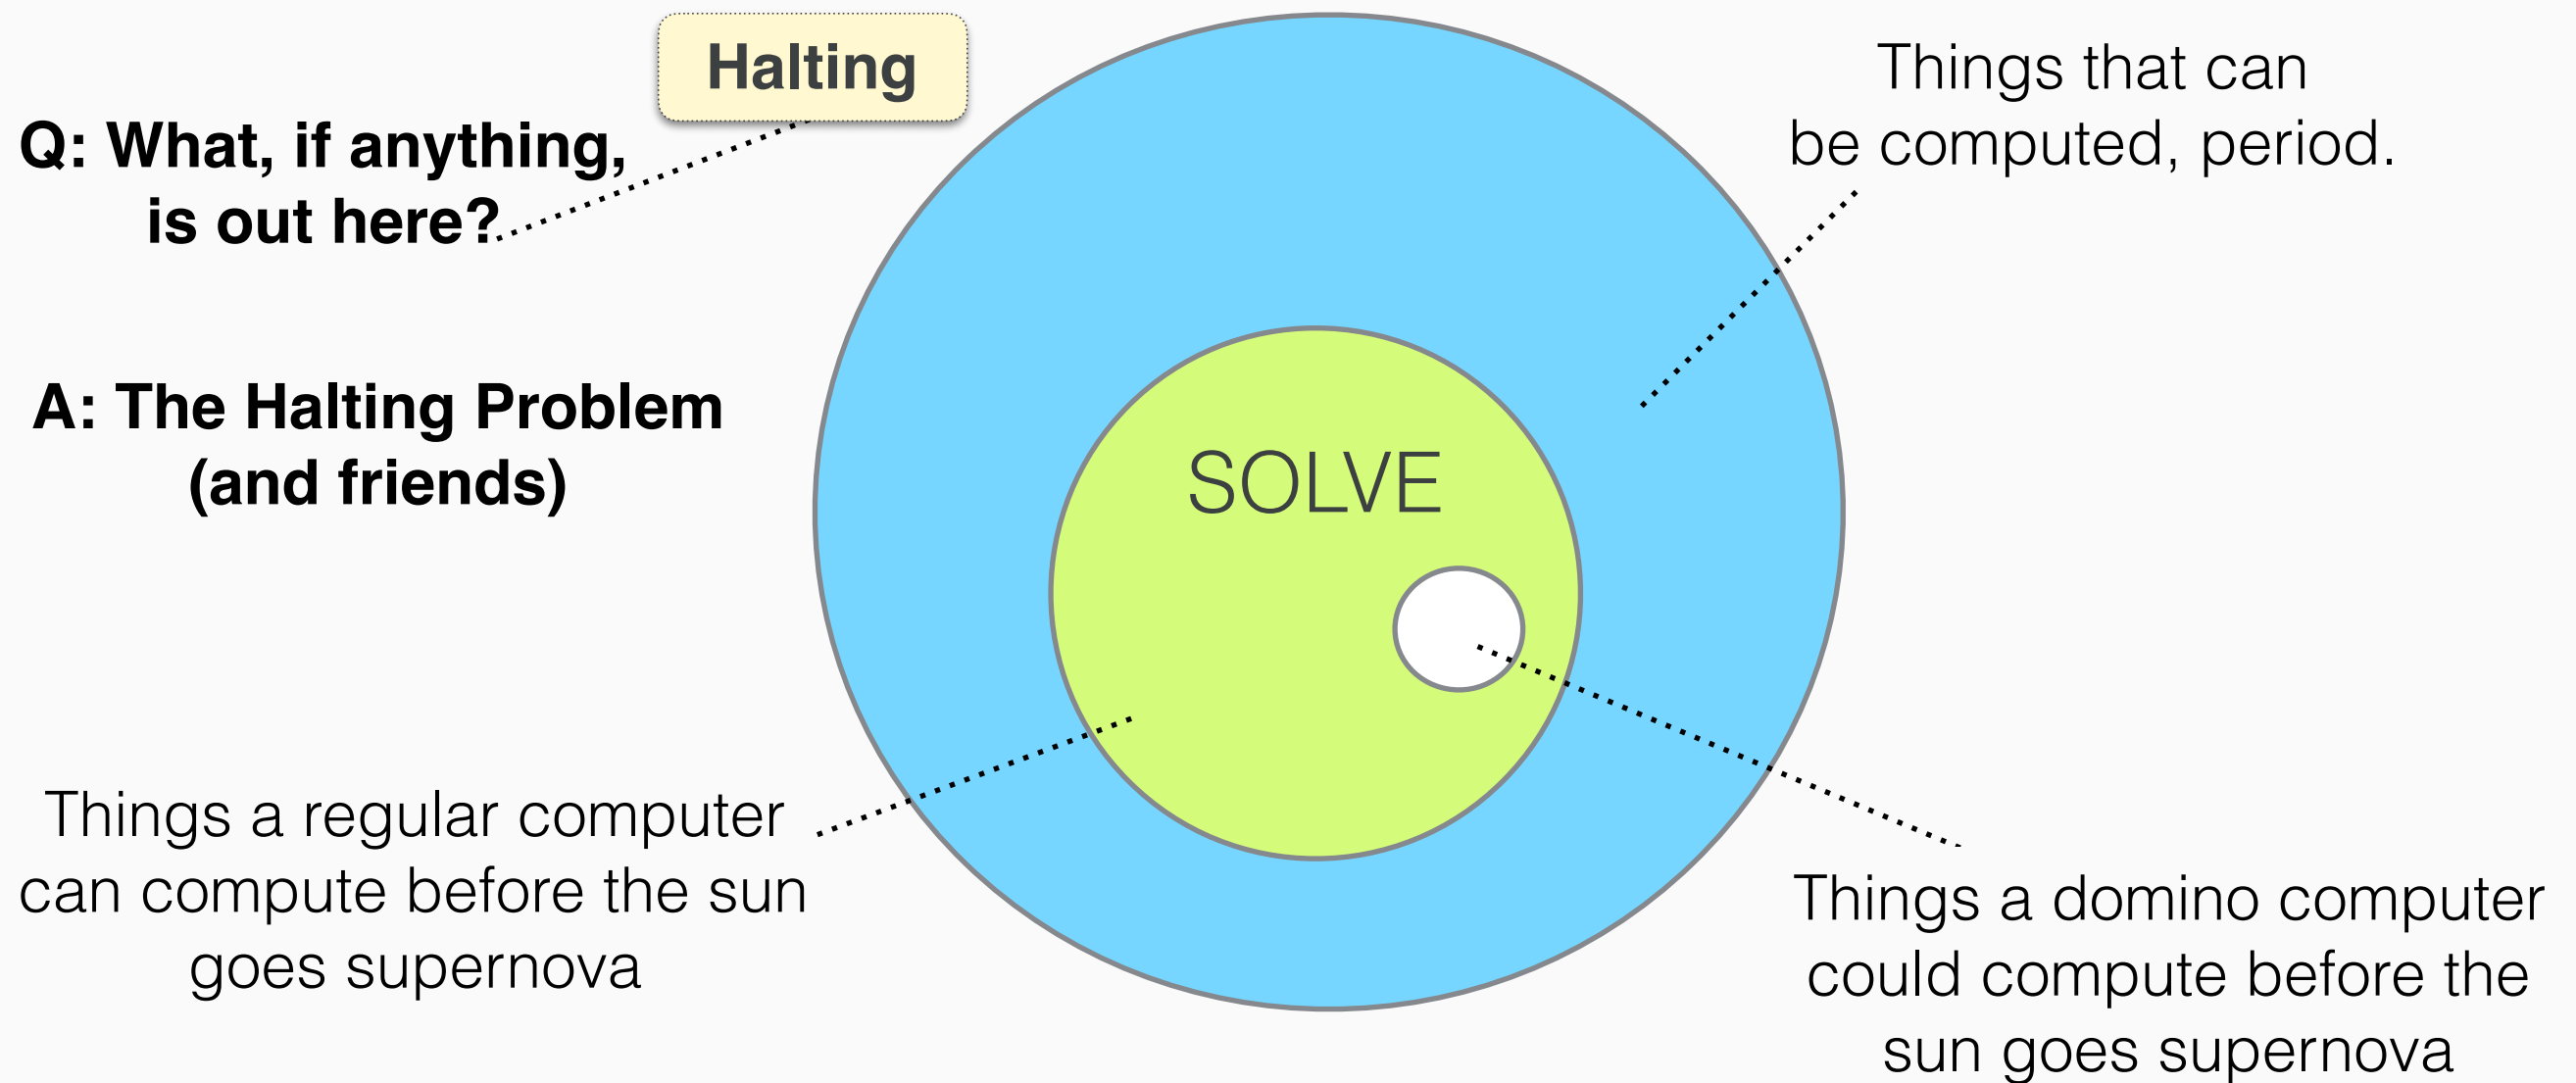 Halting
Q: What, if anything,
is out here?
A: The Halting Problem
(and friends)
Things that can
be computed, period.
SOLVE
Things a regular computer
can compute before the sun
goes supernova
Things a domino computer
could compute before the
sun goes supernova